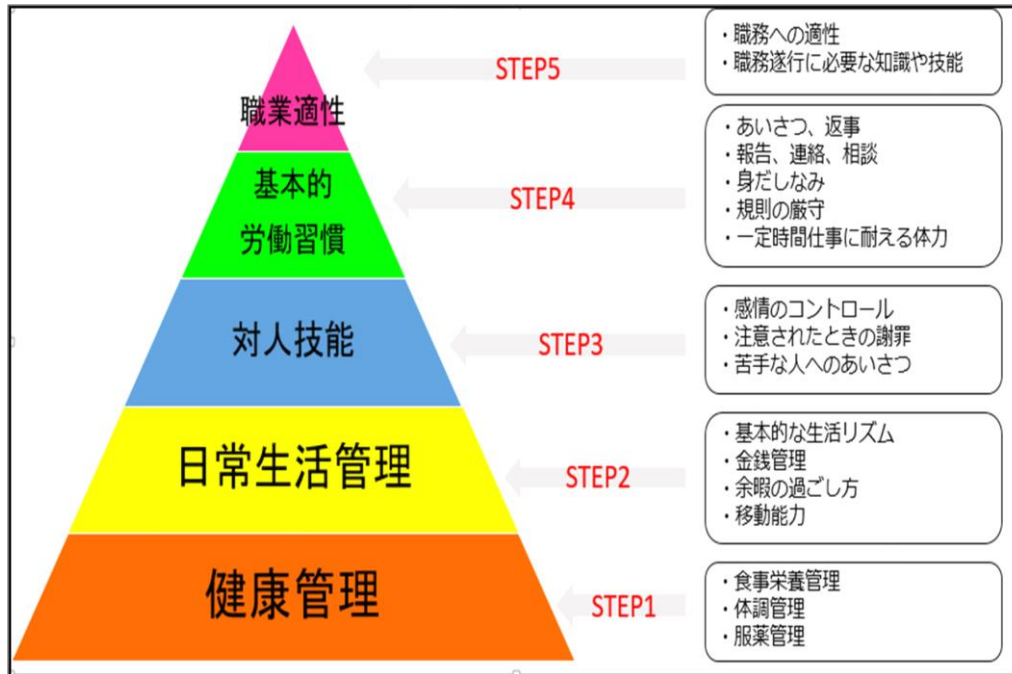 職業適性
STEP5
・職務への適性
・職務遂行に必要な知識や技能
基本的
労働習慣
STEP4
・あいさつ、返事
・報告、連絡、相談
・身だしなみ
・規則の厳守
・一定時間仕事に耐える体力
対人技能
STEP3
・感情のコントロール
・注意されたときの謝罪
・苦手な人へのあいさつ
日常生活管理
STEP2
・基本的な生活リズム
・金銭管理
・余暇の過ごし方
・移動能力
健康管理
STEP1
・食事栄養管理
・体調管理
・服薬管理